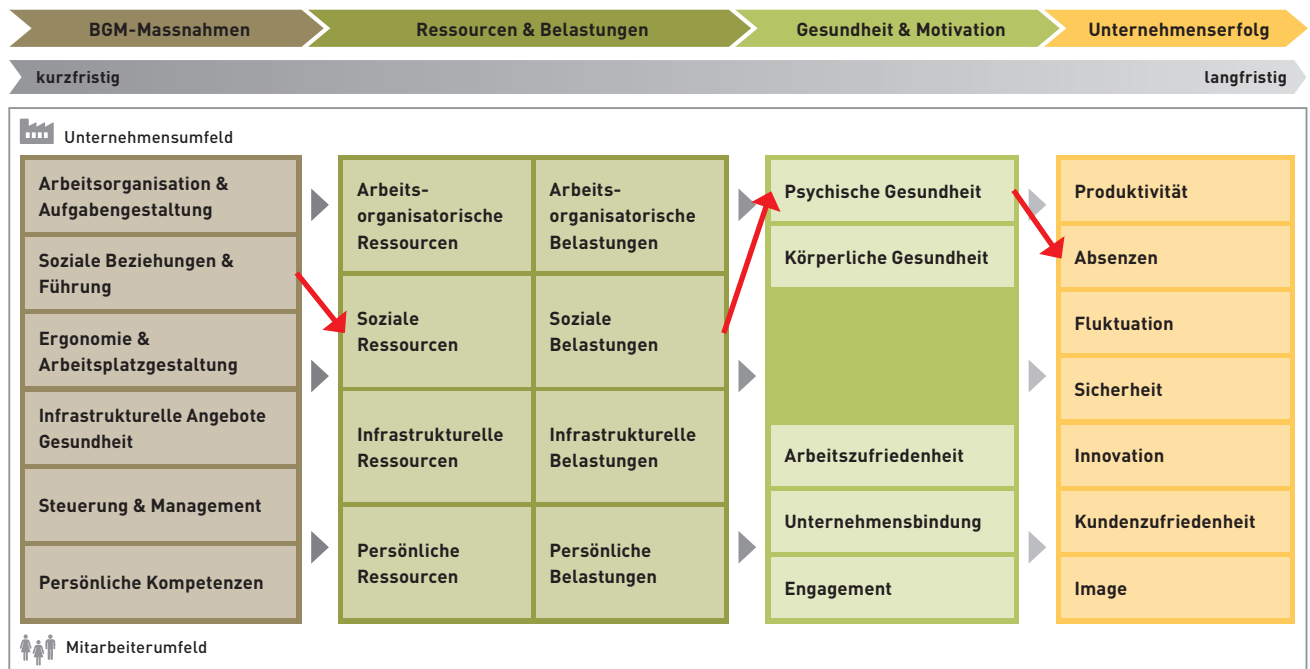 BGM-Massnahmen
Ressourcen & Belastungen
Gesundheit & Motivation
Unternehmenserfolg
kurzfristig
langfristig
Unternehmensumfeld
Arbeitsorganisation &
Aufgabengestaltung
Soziale Beziehungen &
Führung
Ergonomie &
Arbeitsplatzgestaltung
Infrastrukturelle Angebote
Gesundheit
Steuerung & Management
Persönliche Kompetenzen
Arbeits-
organisatorische
Ressourcen
Arbeits-
organisatorische
Belastungen
Soziale
Ressourcen
Soziale
Belastungen
Infrastrukturelle
Ressourcen
Infrastrukturelle
Belastungen
Persönliche
Ressourcen
Persönliche
Belastungen
Psychische Gesundheit
Körperliche Gesundheit
Arbeitszufriedenheit
Unternehmensbindung
Engagement
Produktivität
Absenzen
Fluktuation
Sicherheit
Innovation
Kundenzufriedenheit
Image
Mitarbeiterumfeld